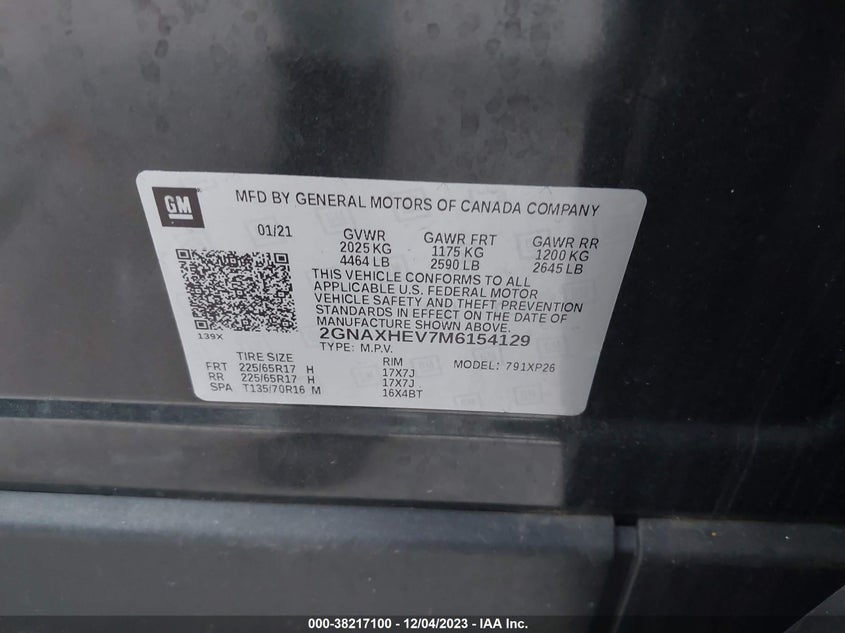 GM
MFD BY GENERAL MOTORS OF CANADA COMPANY
01/21 GVWR GAWR FRT GAWR RR
2025 KG 1175 KG 1200 KG
4464 LB 2590 LB 2645 LB
THIS VEHICLE CONFORMS TO ALL
APPLICABLE U.S. FEDERAL MOTOR
VEHICLE SAFETY AND THEFT PREVENTION
STANDARDS IN EFFECT ON THE DATE OF
MANUFACTURE SHOWN ABOVE.
139X
2GNAXHEV7M6154129
TYPE: M.P.V.
TIRE SIZE RIM MODEL: 791XP26
FRT 225/65R17 H 17X7J
RR 225/65R17 H 17X7J
SPA T135/70R16 M 16X4BT
000-38217100 - 12/04/2023 - IAA Inc.